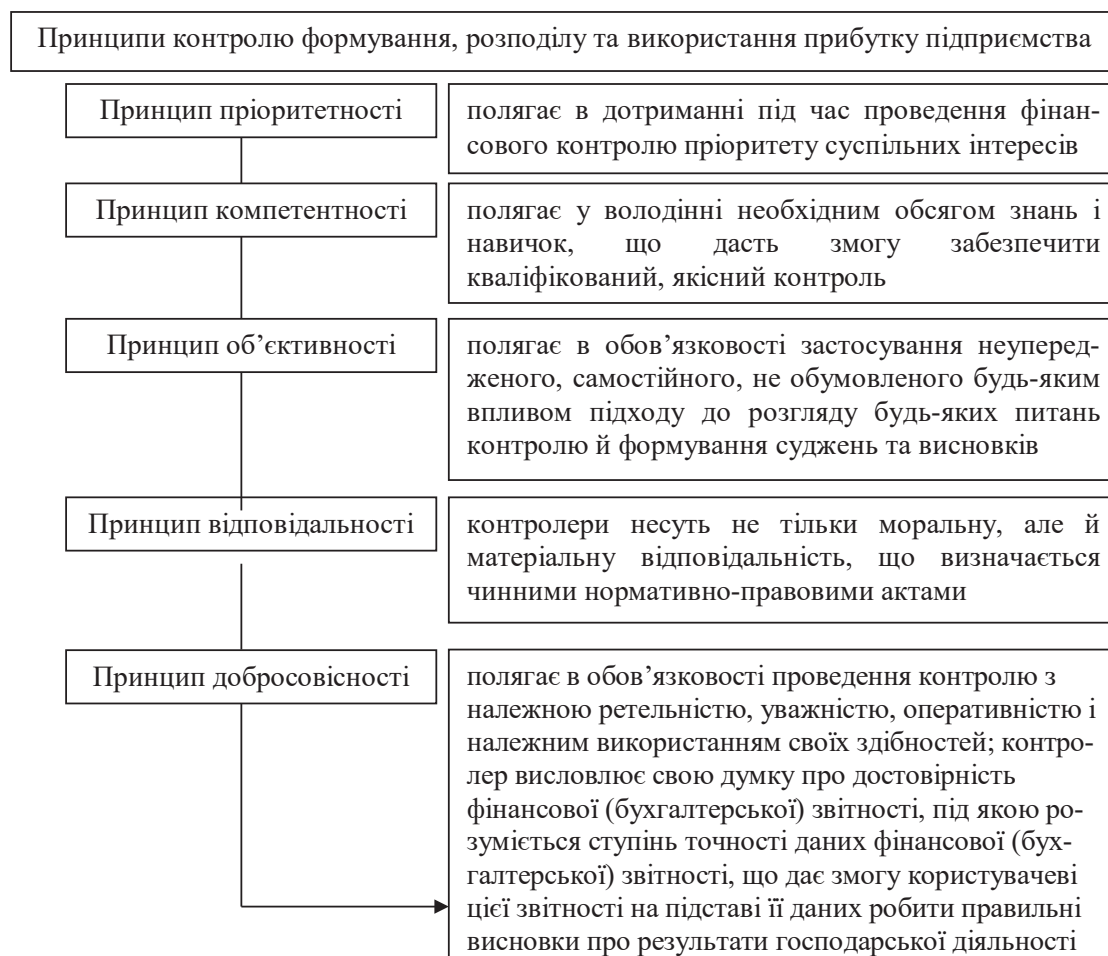 Принципи контролю формування, розподілу та використання прибутку підприємства
Принцип пріоритетності
полягає в дотриманні під час проведення фінан-
сового контролю пріоритету суспільних інтересів
Принцип компетентності
полягає у володінні необхідним обсягом знань і
навичок, що дасть змогу забезпечити
кваліфікований, якісний контроль
Принцип об’єктивності
полягає в обов’язковості застосування неуперед-
женого, самостійного, не обумовленого будь-яким
впливом підходу до розгляду будь-яких питань
контролю й формування суджень та висновків
Принцип відповідальності
контролери несуть не тільки моральну, але й
матеріальну відповідальність, що визначається
чинними нормативно-правовими актами
Принцип добросовісності
полягає в обов’язковості проведення контролю з
належною ретельністю, уважністю, оперативністю і
належним використанням своїх здібностей; контро-
лер висловлює свою думку про достовірність
фінансової (бухгалтерської) звітності, під якою ро-
зуміється ступінь точності даних фінансової (бух-
галтерської) звітності, що дає змогу користувачеві
цієї звітності на підставі її даних робити правильні
висновки про результати господарської діяльності